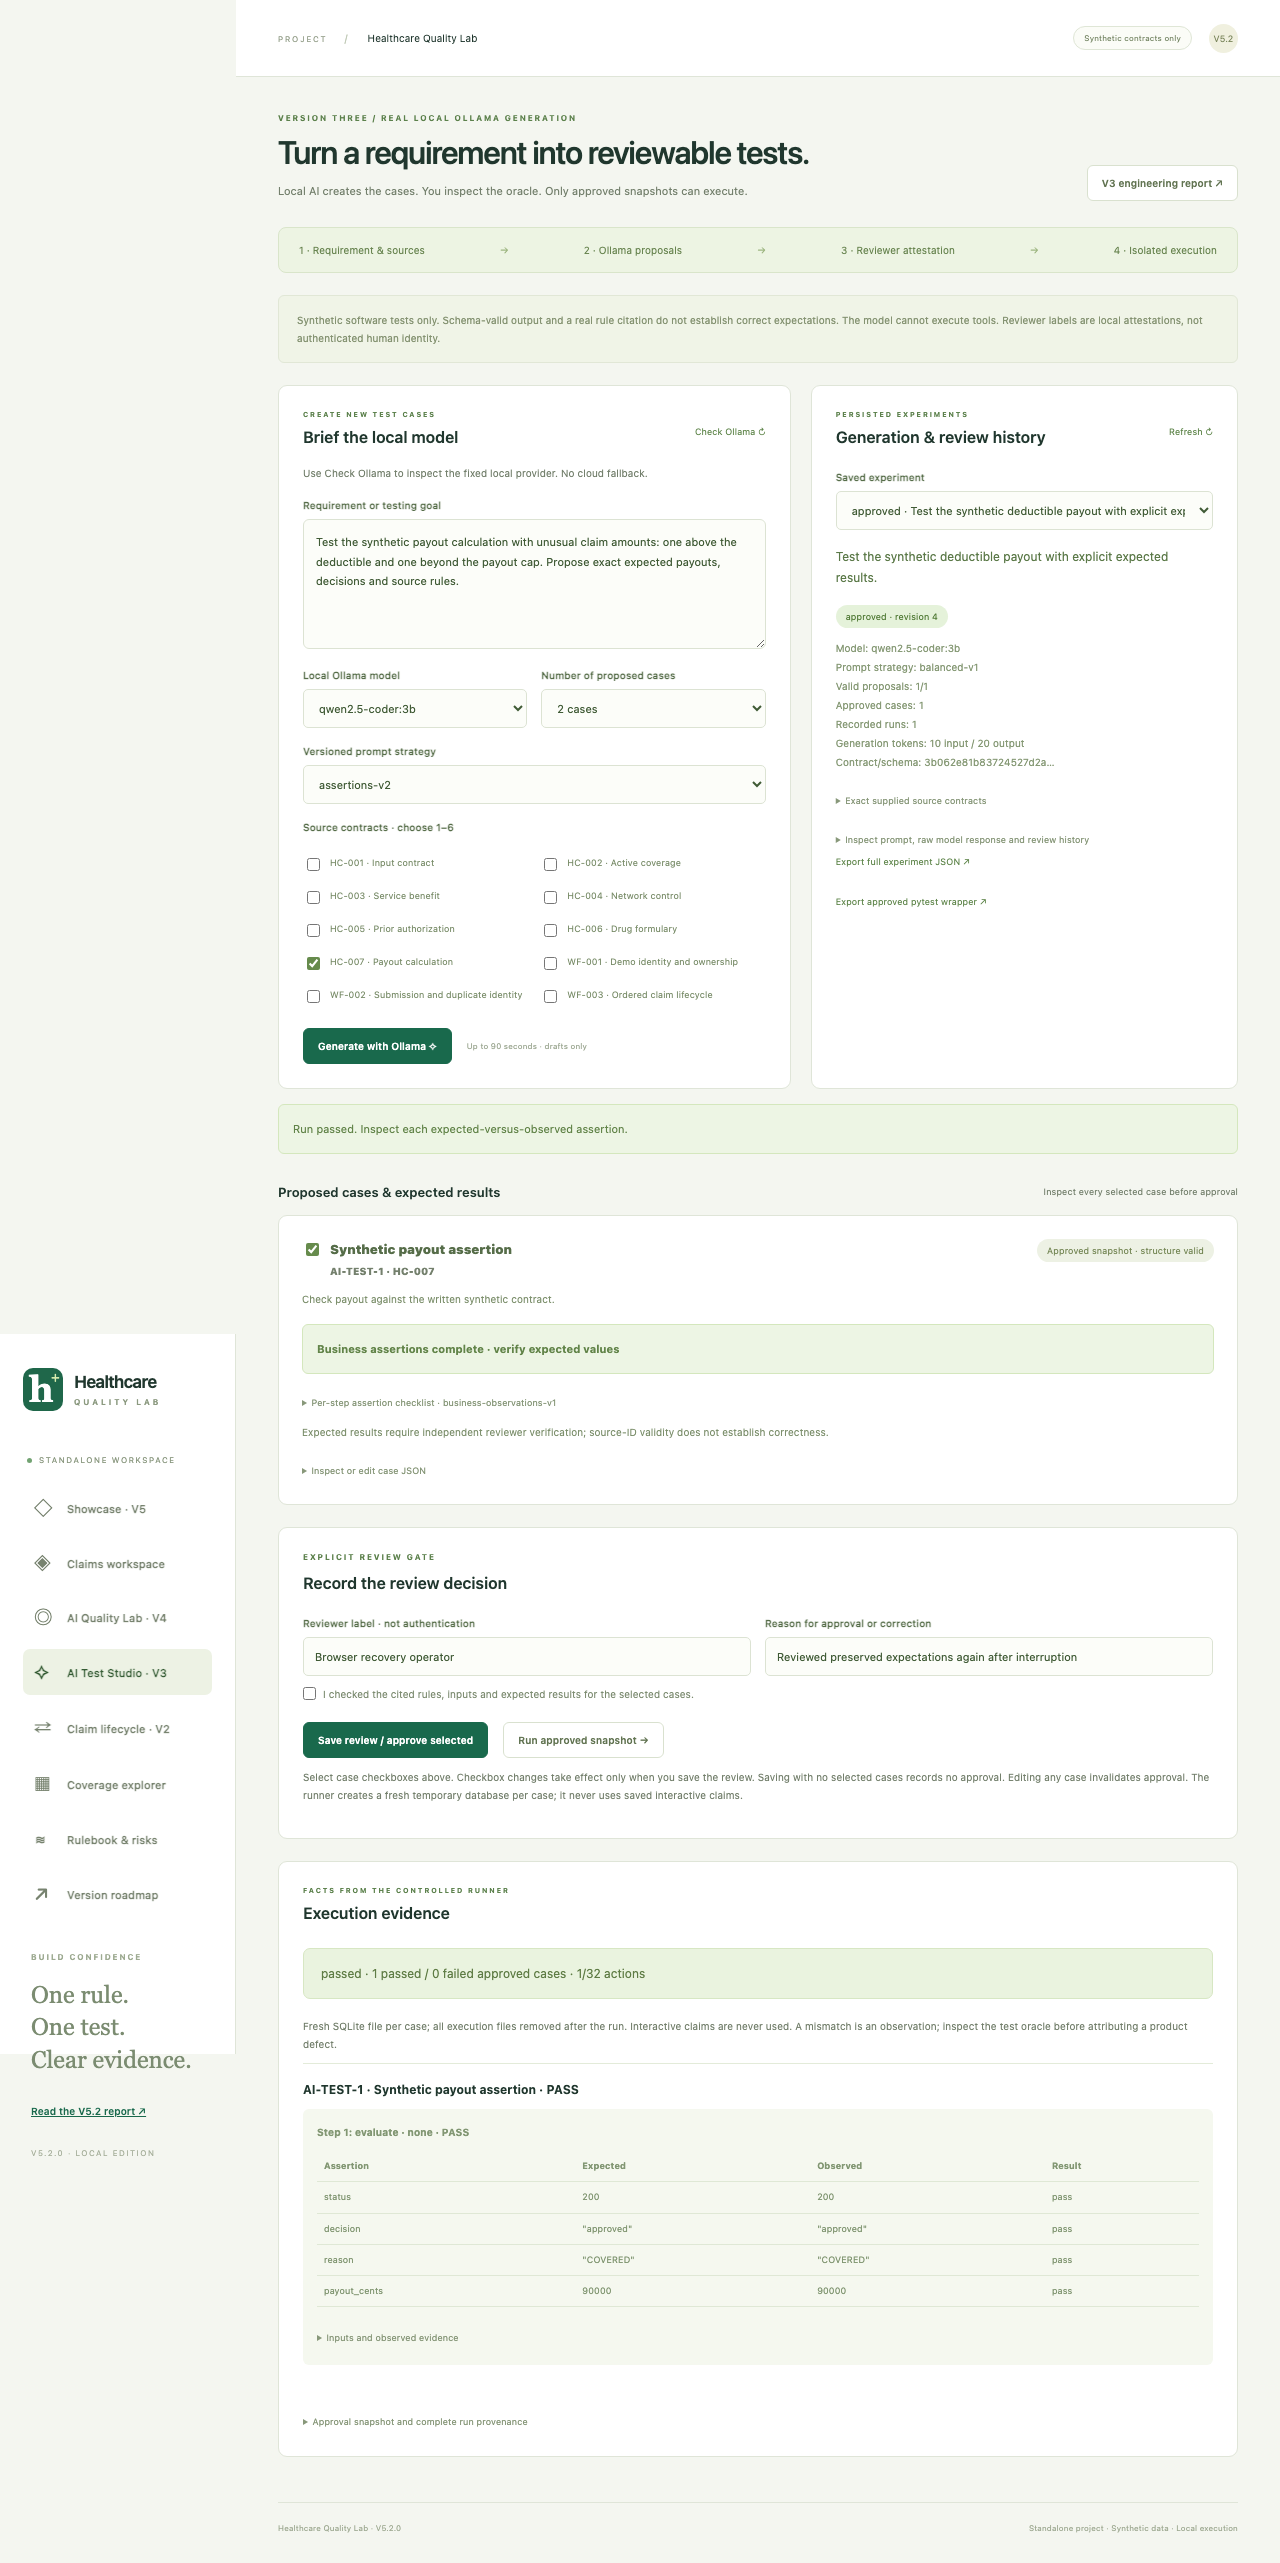 PROJECT / Healthcare Quality Lab
Synthetic contracts only
V5.2
VERSION THREE / REAL LOCAL OLLAMA GENERATION
Turn a requirement into reviewable tests.
Local AI creates the cases. You inspect the oracle. Only approved snapshots can execute.
V3 engineering report ↗
1 · Requirement & sources → 2 · Ollama proposals → 3 · Reviewer attestation → 4 · Isolated execution
Synthetic software tests only. Schema-valid output and a real rule citation do not establish correct expectations. The model cannot execute tools. Reviewer labels are local attestations, not
authenticated human identity.
CREATE NEW TEST CASES
Brief the local model
Check Ollama ↻
Use Check Ollama to inspect the fixed local provider. No cloud fallback.
Requirement or testing goal
Test the synthetic payout calculation with unusual claim amounts: one above the
deductible and one beyond the payout cap. Propose exact expected payouts,
decisions and source rules.
Local Ollama model
Number of proposed cases
qwen2.5-coder:3b
2 cases
Versioned prompt strategy
assertions-v2
Source contracts · choose 1–6
HC-001 · Input contract
HC-002 · Active coverage
HC-003 · Service benefit
HC-004 · Network control
HC-005 · Prior authorization
HC-006 · Drug formulary
HC-007 · Payout calculation
WF-001 · Demo identity and ownership
WF-002 · Submission and duplicate identity
WF-003 · Ordered claim lifecycle
Generate with Ollama ✧
Up to 90 seconds · drafts only
PERSISTED EXPERIMENTS
Generation & review history
Refresh ↻
Saved experiment
approved · Test the synthetic deductible payout with explicit exp
Test the synthetic deductible payout with explicit expected
results.
approved · revision 4
Model: qwen2.5-coder:3b
Prompt strategy: balanced-v1
Valid proposals: 1/1
Approved cases: 1
Recorded runs: 1
Generation tokens: 10 input / 20 output
Contract/schema: 3b062e81b83724527d2a…
▶ Exact supplied source contracts
▶ Inspect prompt, raw model response and review history
Export full experiment JSON ↗
Export approved pytest wrapper ↗
Run passed. Inspect each expected-versus-observed assertion.
Proposed cases & expected results
Inspect every selected case before approval
Synthetic payout assertion
Approved snapshot · structure valid
AI-TEST-1 · HC-007
Check payout against the written synthetic contract.
Business assertions complete · verify expected values
▶ Per-step assertion checklist · business-observations-v1
Expected results require independent reviewer verification; source-ID validity does not establish correctness.
▶ Inspect or edit case JSON
EXPLICIT REVIEW GATE
Record the review decision
Reviewer label · not authentication
Reason for approval or correction
Browser recovery operator
Reviewed preserved expectations again after interruption
I checked the cited rules, inputs and expected results for the selected cases.
Save review / approve selected
Run approved snapshot →
Select case checkboxes above. Checkbox changes take effect only when you save the review. Saving with no selected cases records no approval. Editing any case invalidates approval. The
runner creates a fresh temporary database per case; it never uses saved interactive claims.
FACTS FROM THE CONTROLLED RUNNER
Execution evidence
passed · 1 passed / 0 failed approved cases · 1/32 actions
Fresh SQLite file per case; all execution files removed after the run. Interactive claims are never used. A mismatch is an observation; inspect the test oracle before attributing a product
defect.
AI-TEST-1 · Synthetic payout assertion · PASS
Step 1: evaluate · none · PASS
Assertion Expected Observed Result
status 200 200 pass
decision "approved" "approved" pass
reason "COVERED" "COVERED" pass
payout_cents 90000 90000 pass
▶ Inputs and observed evidence
▶ Approval snapshot and complete run provenance
Healthcare Quality Lab · V5.2.0
Standalone project · Synthetic data · Local execution
h+
Healthcare
QUALITY LAB
STANDALONE WORKSPACE
Showcase · V5
Claims workspace
AI Quality Lab · V4
AI Test Studio · V3
Claim lifecycle · V2
Coverage explorer
Rulebook & risks
Version roadmap
BUILD CONFIDENCE
One rule.
One test.
Clear evidence.
Read the V5.2 report ↗
V5.2.0 · LOCAL EDITION